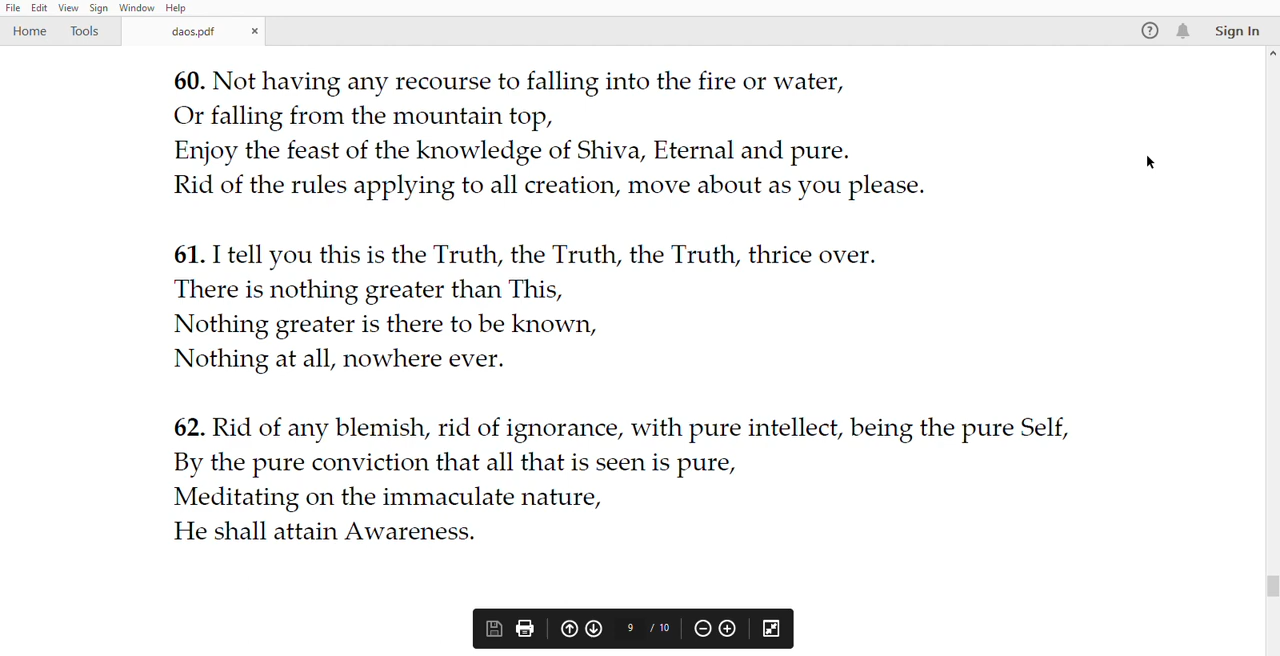 File Edit View Sign Window Help
Home Tools daos.pdf × ? Sign In
60. Not having any recourse to falling into the fire or water,
Or falling from the mountain top,
Enjoy the feast of the knowledge of Shiva, Eternal and pure.
Rid of the rules applying to all creation, move about as you please.
61. I tell you this is the Truth, the Truth, the Truth, thrice over.
There is nothing greater than This,
Nothing greater is there to be known,
Nothing at all, nowhere ever.
62. Rid of any blemish, rid of ignorance, with pure intellect, being the pure Self,
By the pure conviction that all that is seen is pure,
Meditating on the immaculate nature,
He shall attain Awareness.
9 / 10